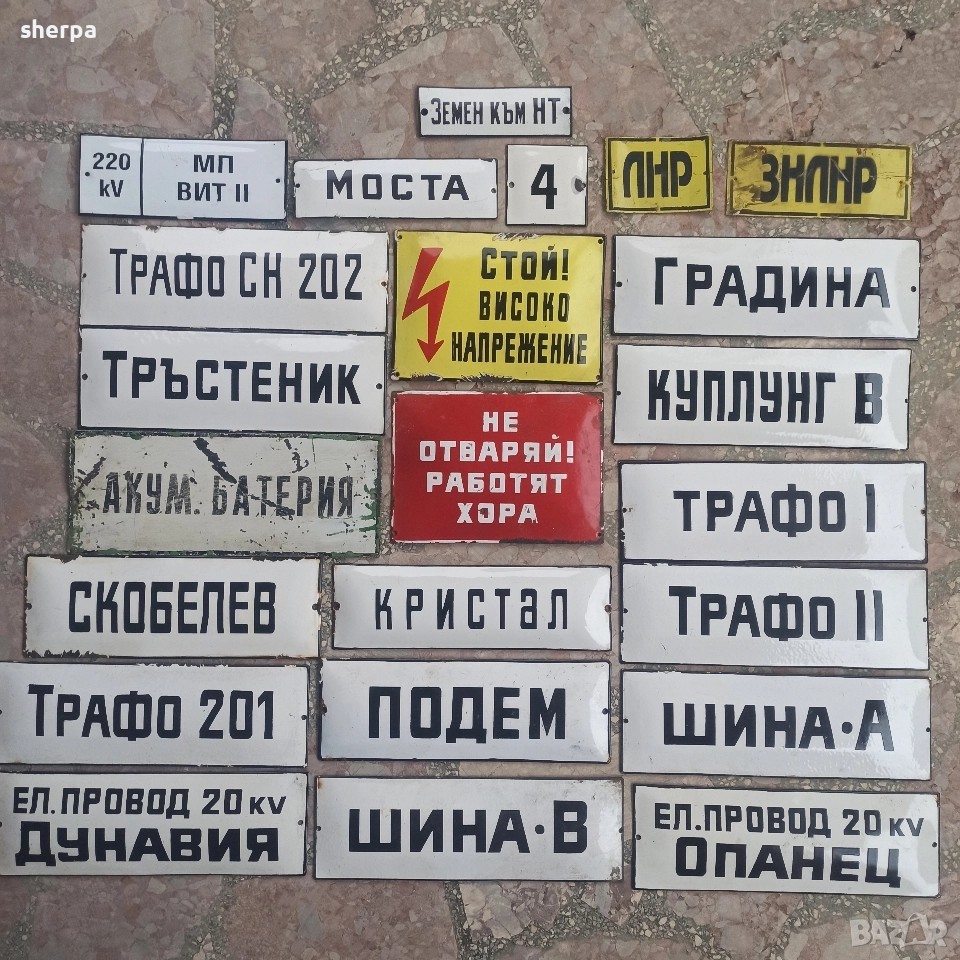 sherpa
Земен към НТ
220
kV
МП
ВИТ II
МОСТА
4
ЛНР
ЗНЛНР
ТРАФО СН 202
СТОЙ!
ВИСОКО
НАПРЕЖЕНИЕ
ГРАДИНА
ТРЪСТЕНИК
КУПЛУНГ В
НЕ
ОТВАРЯЙ!
РАБОТЯТ
ХОРА
АКУМ. БАТЕРИЯ
ТРАФО I
СКОБЕЛЕВ
КРИСТАЛ
ТРАФО II
ТРАФО 201
ПОДЕМ
ШИНА·А
ЕЛ.ПРОВОД 20 KV
ДУНАВИЯ
ШИНА·В
ЕЛ.ПРОВОД 20 KV
ОПАНЕЦ
BAZAR